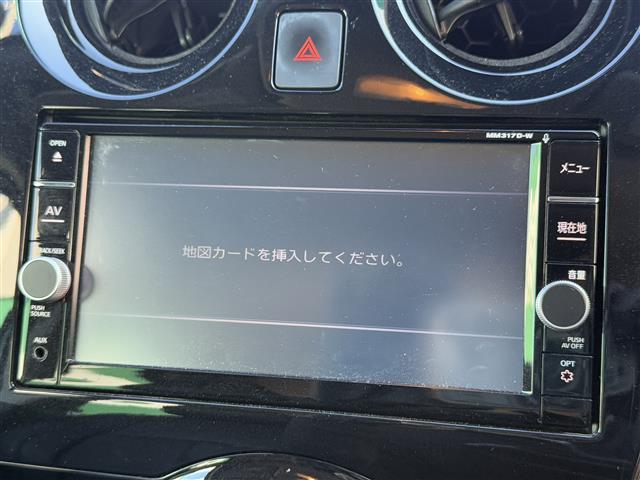 MM317D-W
OPEN
メニュー
AV
現在地
地図カードを挿入してください。
TRACK/SEEK
音量
PUSH
SOURCE
PUSH
AV OFF
AUX
OPT